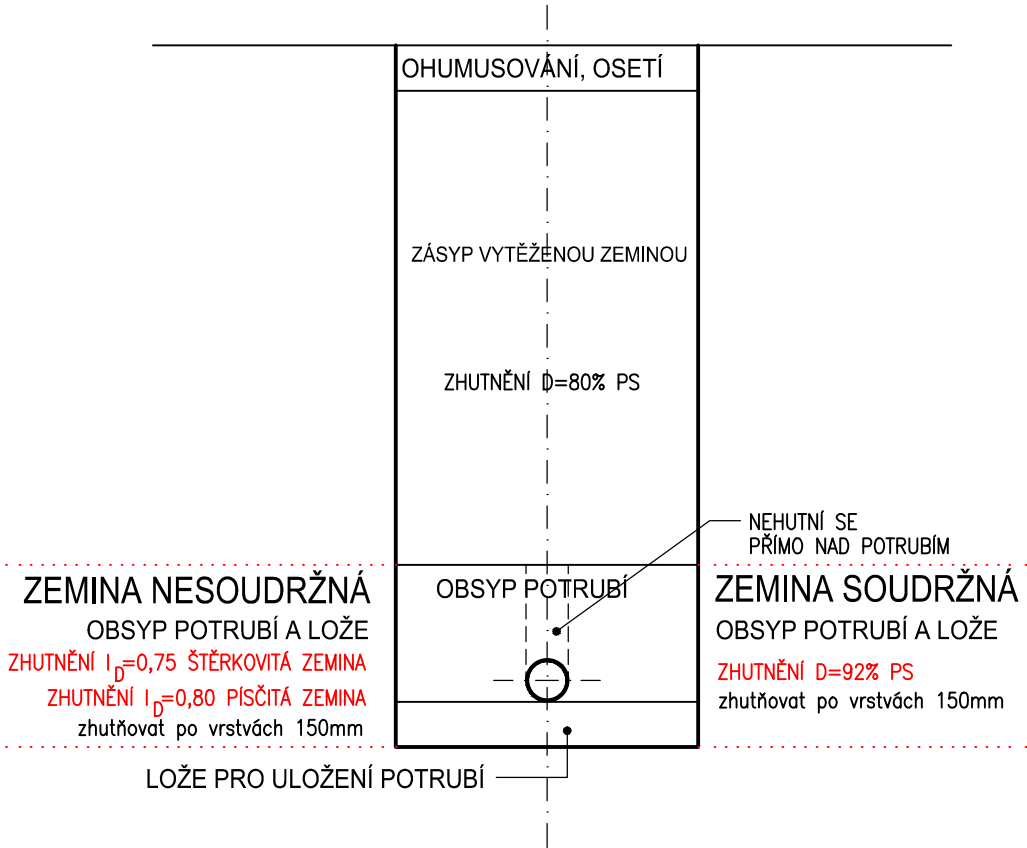 OHUMUSOVÁNÍ, OSETÍ
ZÁSYP VYTĚŽENOU ZEMINOU
ZHUTNĚNÍ D=80% PS
NEHUTNÍ SE
PŘÍMO NAD POTRUBÍM
ZEMINA NESOUDRŽNÁ
OBSYP POTRUBÍ A LOŽE
ZHUTNĚNÍ I_D=0,75 ŠTĚRKOVITÁ ZEMINA
ZHUTNĚNÍ I_D=0,80 PÍSČITÁ ZEMINA
zhutňovat po vrstvách 150mm
OBSYP POTRUBÍ
ZEMINA SOUDRŽNÁ
OBSYP POTRUBÍ A LOŽE
ZHUTNĚNÍ D=92% PS
zhutňovat po vrstvách 150mm
LOŽE PRO ULOŽENÍ POTRUBÍ